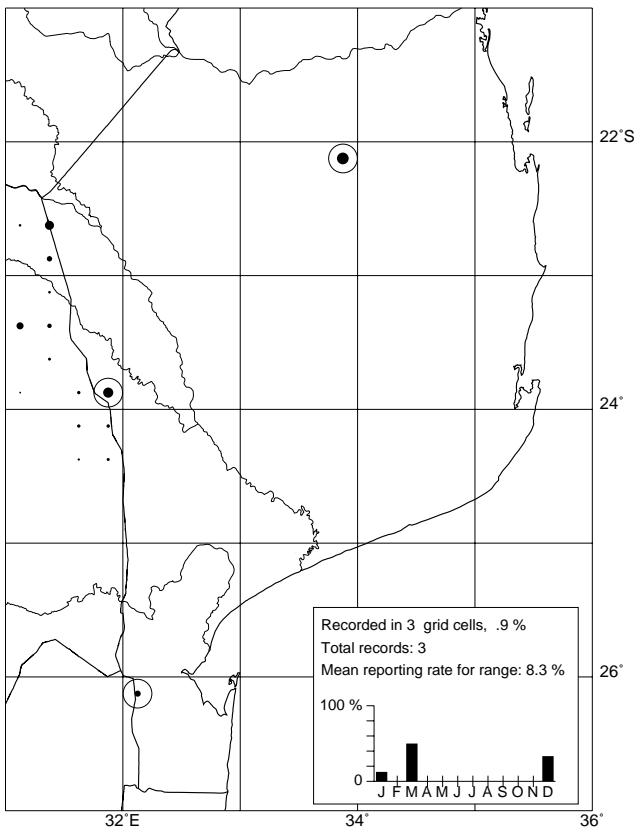 22˚S
24˚
Recorded in 3 grid cells, .9 %
Total records: 3
Mean reporting rate for range: 8.3 %
26˚
100 %
0
J F M A M J J A S O N D
32˚E
34˚
36˚